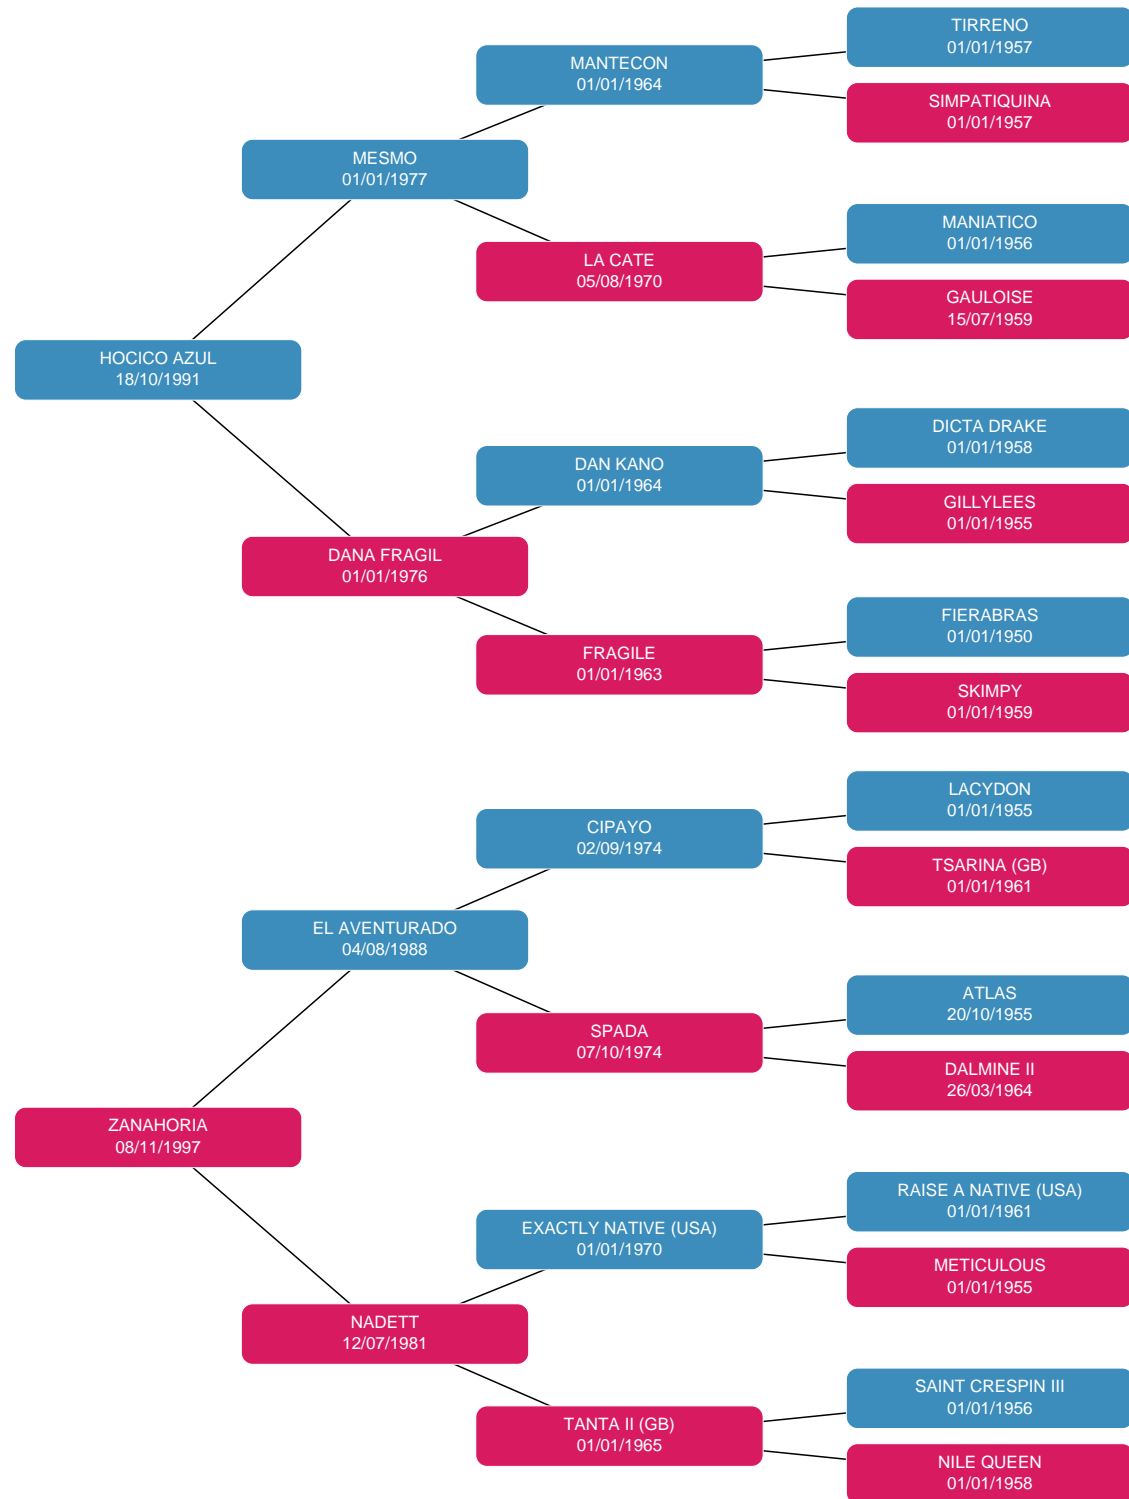 TIRRENO
01/01/1957
MANTECON
01/01/1964
SIMPATIQUINA
01/01/1957
MESMO
01/01/1977
MANIATICO
01/01/1956
LA CATE
05/08/1970
GAULOISE
15/07/1959
HOCICO AZUL
18/10/1991
DICTA DRAKE
01/01/1958
DAN KANO
01/01/1964
GILLYLEES
01/01/1955
DANA FRAGIL
01/01/1976
FIERABRAS
01/01/1950
FRAGILE
01/01/1963
SKIMPY
01/01/1959
LACYDON
01/01/1955
CIPAYO
02/09/1974
TSARINA (GB)
01/01/1961
EL AVENTURADO
04/08/1988
ATLAS
20/10/1955
SPADA
07/10/1974
DALMINE II
26/03/1964
ZANAHORIA
08/11/1997
RAISE A NATIVE (USA)
01/01/1961
EXACTLY NATIVE (USA)
01/01/1970
METICULOUS
01/01/1955
NADETT
12/07/1981
SAINT CRESPIN III
01/01/1956
TANTA II (GB)
01/01/1965
NILE QUEEN
01/01/1958